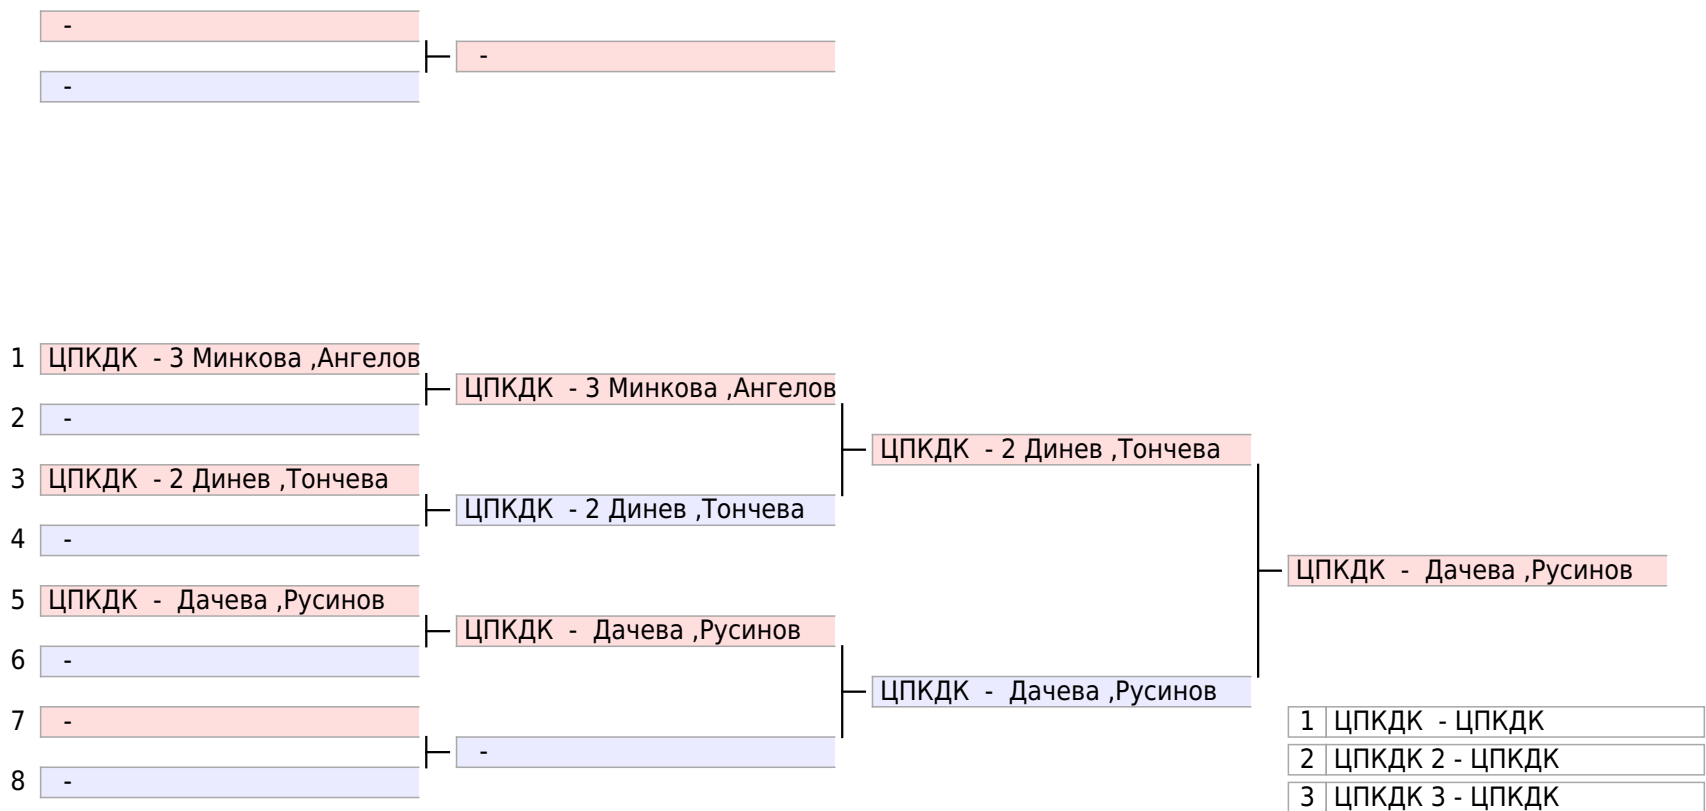 -
-
-
1 ЦПКДК - 3 Минкова ,Ангелов
ЦПКДК - 3 Минкова ,Ангелов
2 -
ЦПКДК - 2 Динев ,Тончева
3 ЦПКДК - 2 Динев ,Тончева
ЦПКДК - 2 Динев ,Тончева
4 -
ЦПКДК - Дачева ,Русинов
5 ЦПКДК - Дачева ,Русинов
ЦПКДК - Дачева ,Русинов
6 -
ЦПКДК - Дачева ,Русинов
7 -
1 ЦПКДК - ЦПКДК
-
2 ЦПКДК 2 - ЦПКДК
8 -
3 ЦПКДК 3 - ЦПКДК